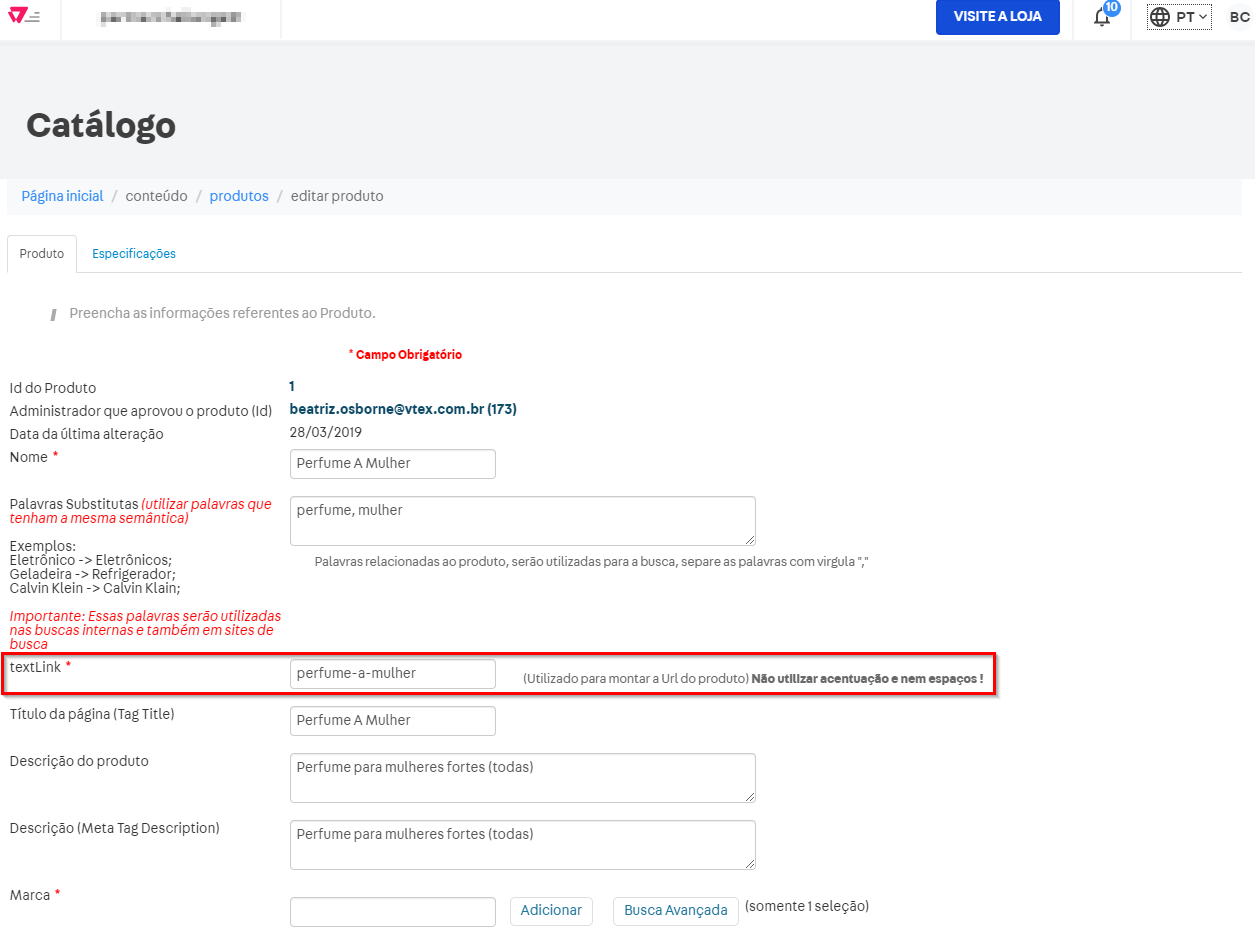 VISITE A LOJA
10
PT
BC
Catálogo
Página inicial / conteúdo / produtos / editar produto
Produto Especificações
Preencha as informações referentes ao Produto.
* Campo Obrigatório
Id do Produto 1
Administrador que aprovou o produto (Id) beatriz.osborne@vtex.com.br (173)
Data da última alteração 28/03/2019
Nome * Perfume A Mulher
Palavras Substitutas (utilizar palavras que
tenham a mesma semântica)
perfume, mulher
Exemplos:
Eletrônico -> Eletrônicos;
Geladeira -> Refrigerador;
Calvin Klein -> Calvin Klain;
Palavras relacionadas ao produto, serão utilizadas para a busca, separe as palavras com virgula ","
Importante: Essas palavras serão utilizadas
nas buscas internas e também em sites de
busca
textLink * perfume-a-mulher (Utilizado para montar a Url do produto) Não utilizar acentuação e nem espaços !
Título da página (Tag Title) Perfume A Mulher
Descrição do produto Perfume para mulheres fortes (todas)
Descrição (Meta Tag Description) Perfume para mulheres fortes (todas)
Marca * Adicionar Busca Avançada (somente 1 seleção)